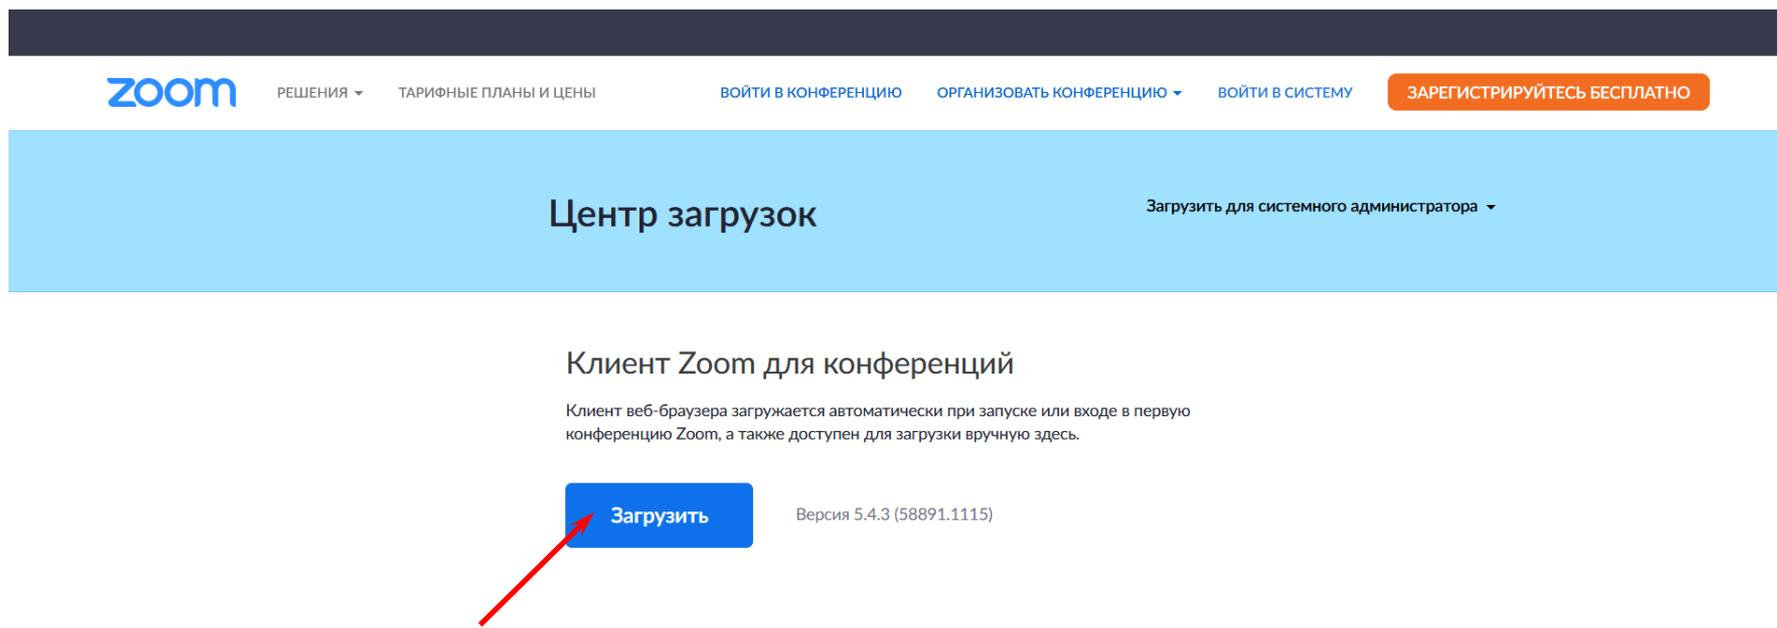 zoom РЕШЕНИЯ ТАРИФНЫЕ ПЛАНЫ И ЦЕНЫ ВОЙТИ В КОНФЕРЕНЦИЮ ОРГАНИЗОВАТЬ КОНФЕРЕНЦИЮ ВОЙТИ В СИСТЕМУ ЗАРЕГИСТРИРУЙТЕСЬ БЕСПЛАТНО
Центр загрузок
Загрузить для системного администратора
Клиент Zoom для конференций
Клиент веб-браузера загружается автоматически при запуске или входе в первую
конференцию Zoom, а также доступен для загрузки вручную здесь.
Загрузить
Версия 5.4.3 (58891.1115)